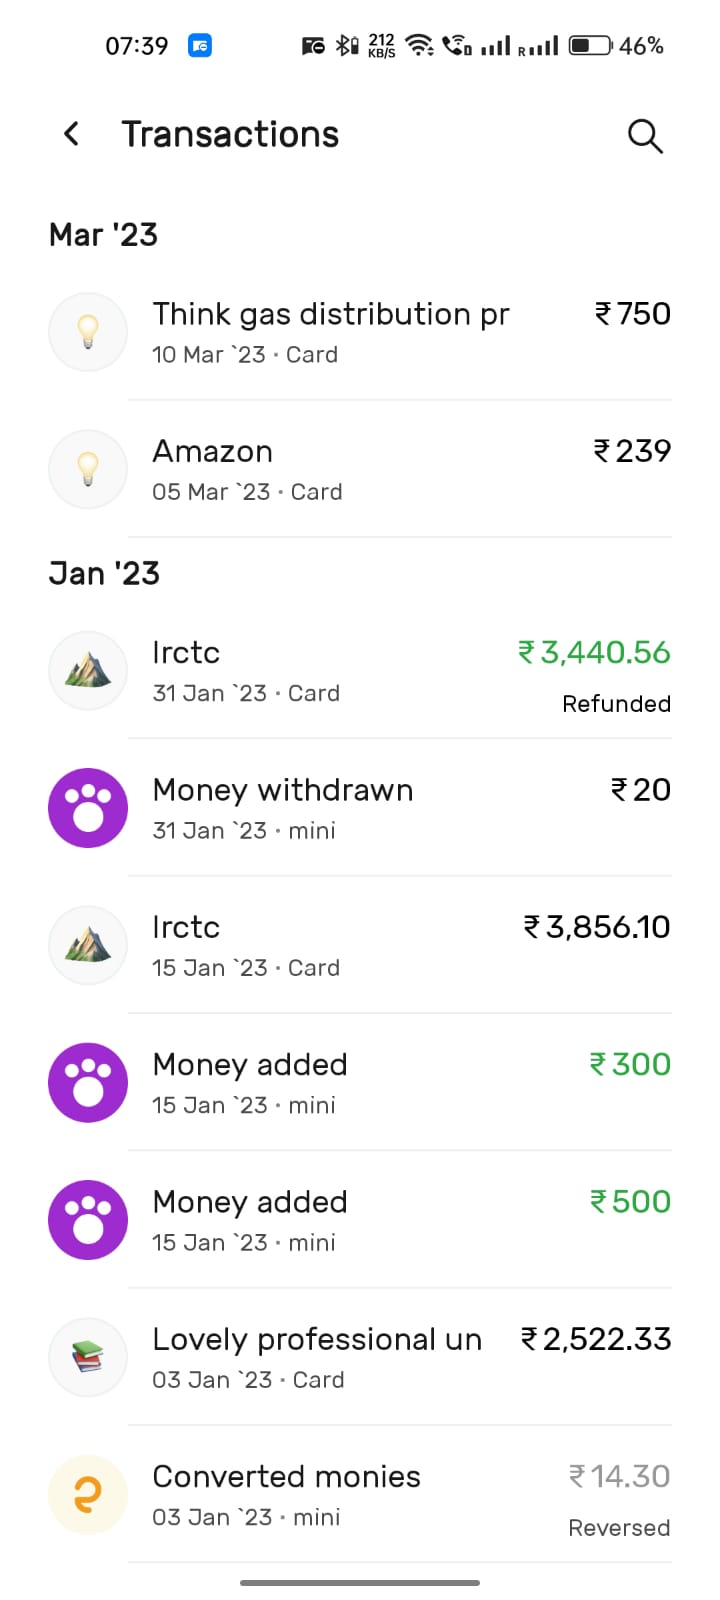 07:39
212
KB/S
R
46%
Transactions
Mar '23
Think gas distribution pr ₹750
10 Mar `23 · Card
Amazon ₹239
05 Mar `23 · Card
Jan '23
Irctc ₹3,440.56
31 Jan `23 · Card
Refunded
Money withdrawn ₹20
31 Jan `23 · mini
Irctc ₹3,856.10
15 Jan `23 · Card
Money added ₹300
15 Jan `23 · mini
Money added ₹500
15 Jan `23 · mini
Lovely professional un ₹2,522.33
03 Jan `23 · Card
Converted monies ₹14.30
03 Jan `23 · mini
Reversed